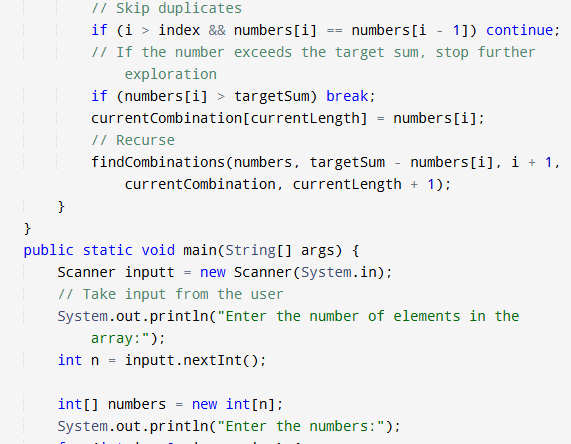 // Skip duplicates
if (i > index && numbers[i] == numbers[i - 1]) continue;
// If the number exceeds the target sum, stop further
exploration
if (numbers[i] > targetSum) break;
currentCombination[currentLength] = numbers[i];
// Recurse
findCombinations(numbers, targetSum - numbers[i], i + 1,
currentCombination, currentLength + 1);
}
}
public static void main(String[] args) {
Scanner inputt = new Scanner(System.in);
// Take input from the user
System.out.println("Enter the number of elements in the
array:");
int n = inputt.nextInt();
int[] numbers = new int[n];
System.out.println("Enter the numbers:");